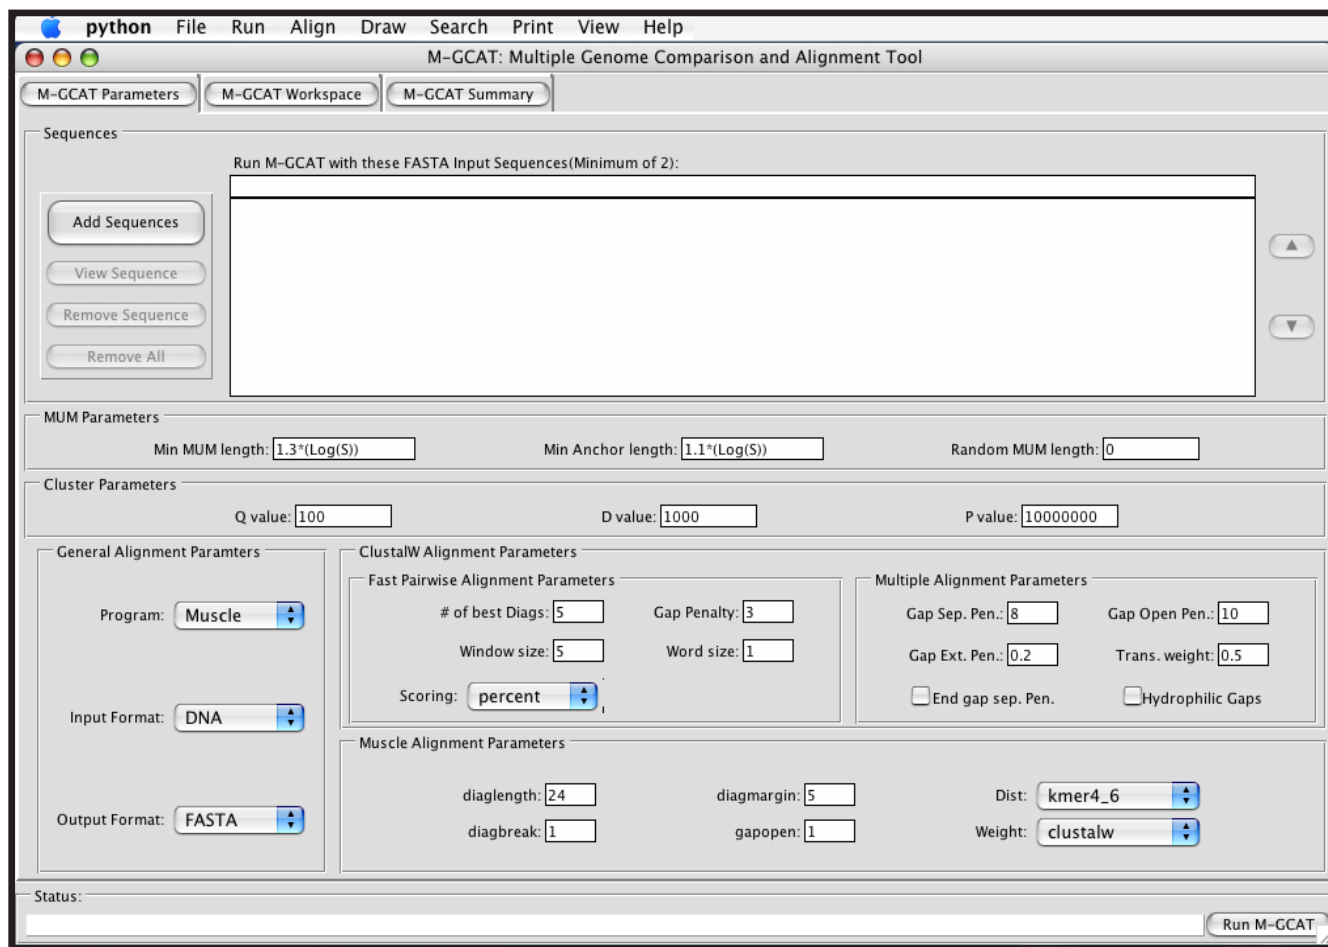 python File Run Align Draw Search Print View Help
M-GCAT: Multiple Genome Comparison and Alignment Tool
M-GCAT Parameters M-GCAT Workspace M-GCAT Summary
Sequences
Run M-GCAT with these FASTA Input Sequences(Minimum of 2):
Add Sequences
View Sequence
Remove Sequence
Remove All
MUM Parameters
Min MUM length: 1.3*(Log(S)) Min Anchor length: 1.1*(Log(S)) Random MUM length: 0
Cluster Parameters
Q value: 100 D value: 1000 P value: 10000000
General Alignment Paramters
Program: Muscle
Input Format: DNA
Output Format: FASTA
ClustalW Alignment Parameters
Fast Pairwise Alignment Parameters
# of best Diags: 5 Gap Penalty: 3
Window size: 5 Word size: 1
Scoring: percent
Multiple Alignment Parameters
Gap Sep. Pen.: 8 Gap Open Pen.: 10
Gap Ext. Pen.: 0.2 Trans. weight: 0.5
End gap sep. Pen. Hydrophilic Gaps
Muscle Alignment Parameters
diaglength: 24 diagmargin: 5 Dist: kmer4_6
diagbreak: 1 gapopen: 1 Weight: clustalw
Status:
Run M-GCAT